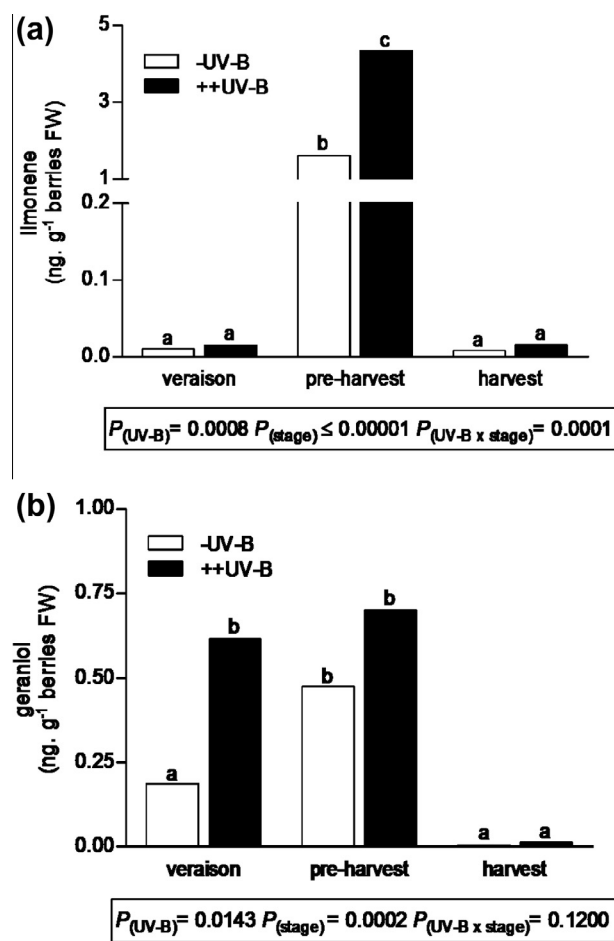 (a)
5
3
1
0.2
0.1
0.0
limonene
(ng. g⁻¹ berries FW)
-UV-B
++UV-B
a
a
b
c
a
a
veraison
pre-harvest
harvest
P(UV-B)= 0.0008 P(stage) ≤ 0.00001 P(UV-B x stage)= 0.0001
(b)
1.00
0.75
0.50
0.25
0.00
geraniol
(ng. g⁻¹ berries FW)
-UV-B
++UV-B
a
b
b
b
a
a
veraison
pre-harvest
harvest
P(UV-B)= 0.0143 P(stage) = 0.0002 P(UV-B x stage)= 0.1200